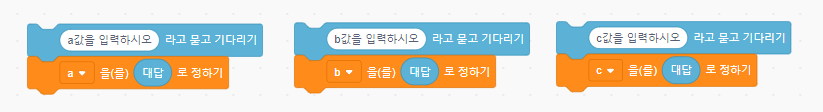 a값을 입력하시오 라고 묻고 기다리기
a 을(를) 대답 로 정하기
b값을 입력하시오 라고 묻고 기다리기
b 을(를) 대답 로 정하기
c값을 입력하시오 라고 묻고 기다리기
c 을(를) 대답 로 정하기